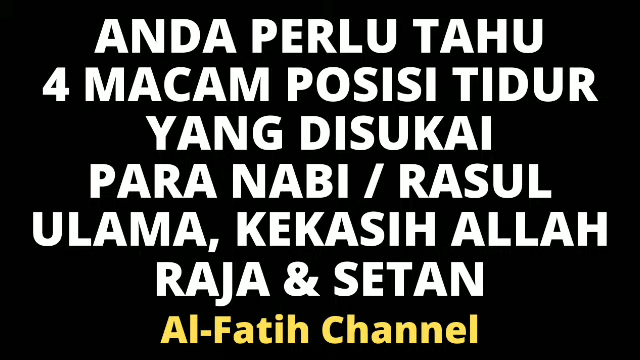 ANDA PERLU TAHU
4 MACAM POSISI TIDUR
YANG DISUKAI
PARA NABI / RASUL
ULAMA, KEKASIH ALLAH
RAJA & SETAN
Al-Fatih Channel